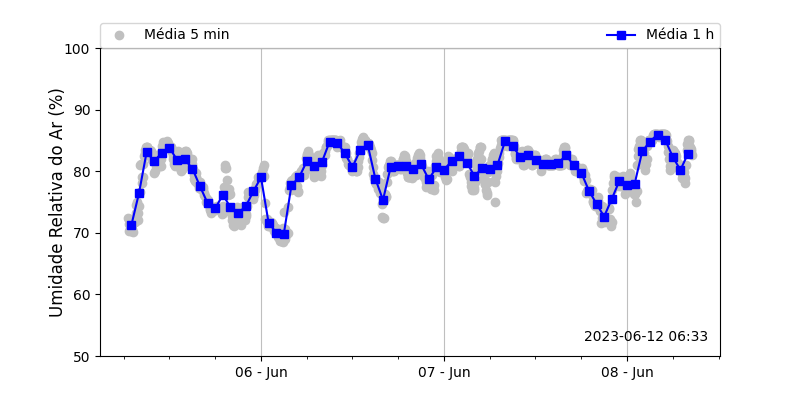 Média 5 min
Média 1 h
Umidade Relativa do Ar (%)
100
90
80
70
60
50
2023-06-12 06:33
06 - Jun
07 - Jun
08 - Jun